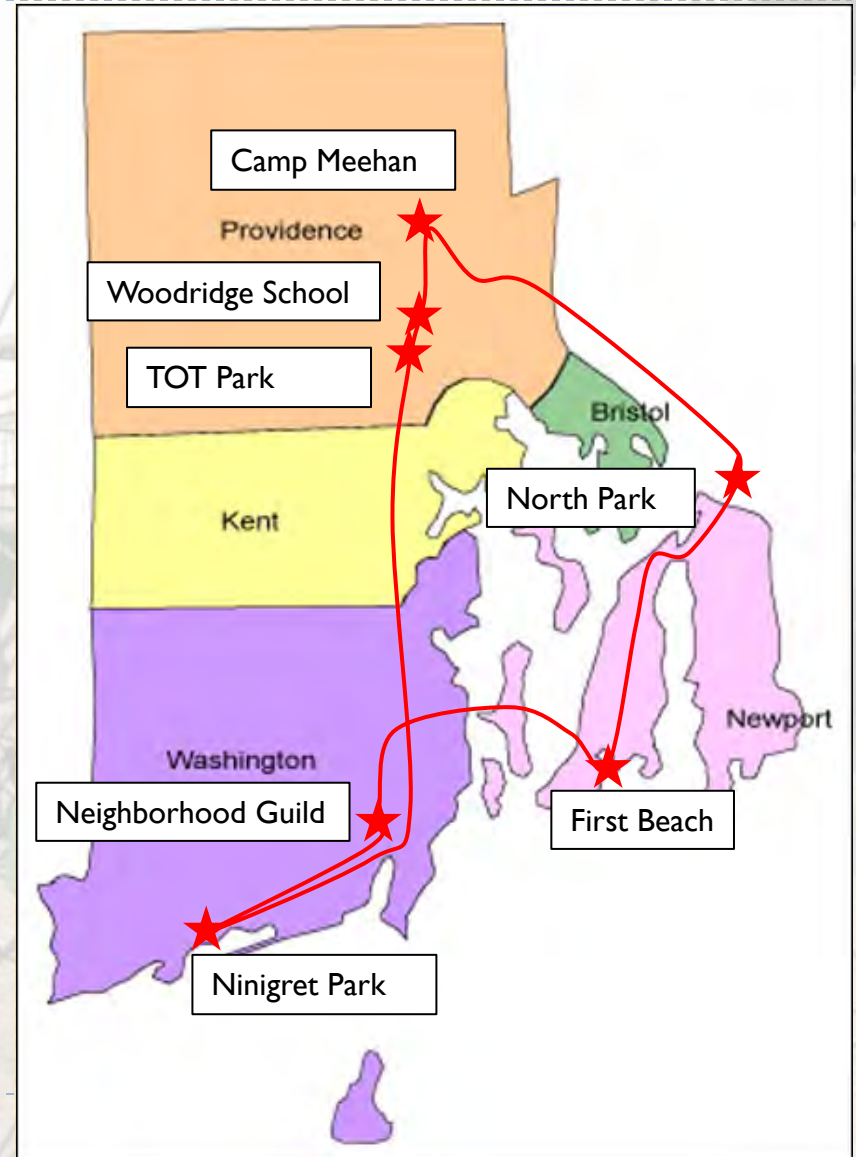 Camp Meehan
Providence
Woodridge School
TOT Park
Bristol
North Park
Kent
Newport
Washington
Neighborhood Guild
First Beach
Ninigret Park